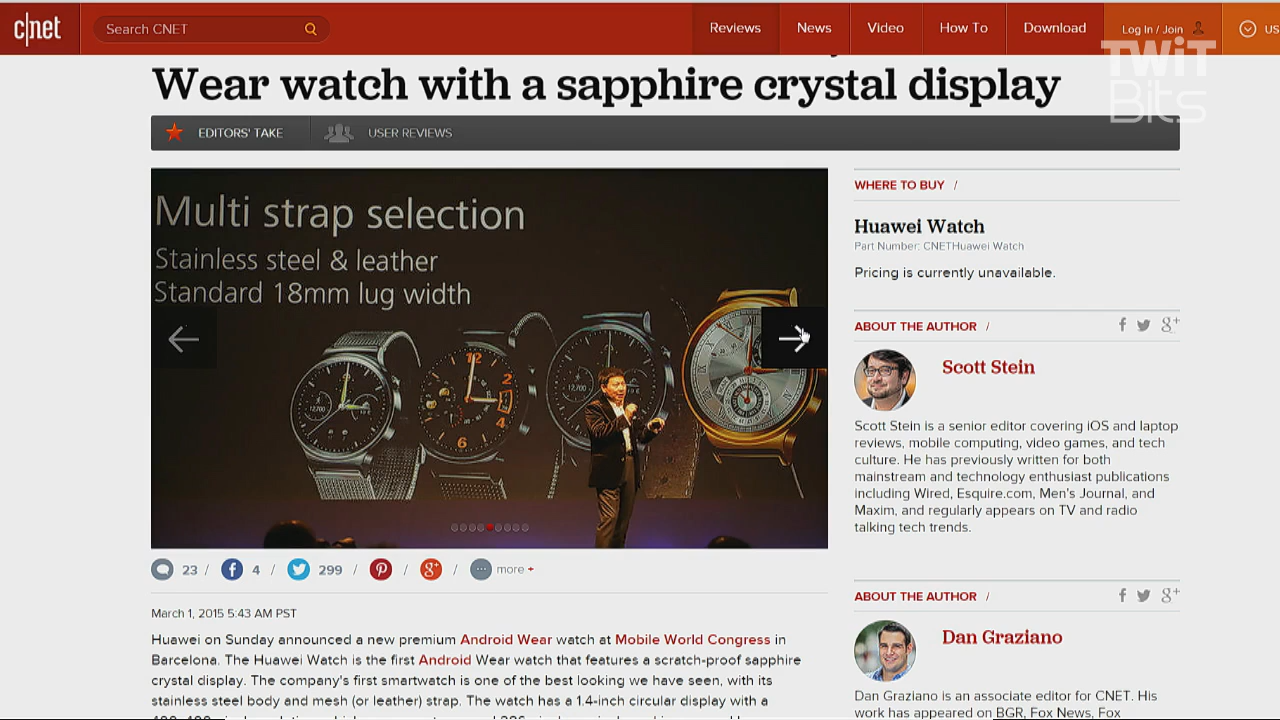 c|net
Search CNET
Reviews
News
Video
How To
Download
Log In / Join
US
TWiT
Bits
Wear watch with a sapphire crystal display
EDITORS' TAKE
USER REVIEWS
Multi strap selection
Stainless steel & leather
Standard 18mm lug width
12
2
4
6
12,700
12,700
WHERE TO BUY /
Huawei Watch
Part Number: CNETHuawei Watch
Pricing is currently unavailable.
ABOUT THE AUTHOR /
Scott Stein
Scott Stein is a senior editor covering iOS and laptop
reviews, mobile computing, video games, and tech
culture. He has previously written for both
mainstream and technology enthusiast publications
including Wired, Esquire.com, Men's Journal, and
Maxim, and regularly appears on TV and radio
talking tech trends.
23 / 4 / 299 / / / more +
March 1, 2015 5:43 AM PST
Huawei on Sunday announced a new premium Android Wear watch at Mobile World Congress in
Barcelona. The Huawei Watch is the first Android Wear watch that features a scratch-proof sapphire
crystal display. The company's first smartwatch is one of the best looking we have seen, with its
stainless steel body and mesh (or leather) strap. The watch has a 1.4-inch circular display with a
ABOUT THE AUTHOR /
Dan Graziano
Dan Graziano is an associate editor for CNET. His
work has appeared on BGR, Fox News, Fox